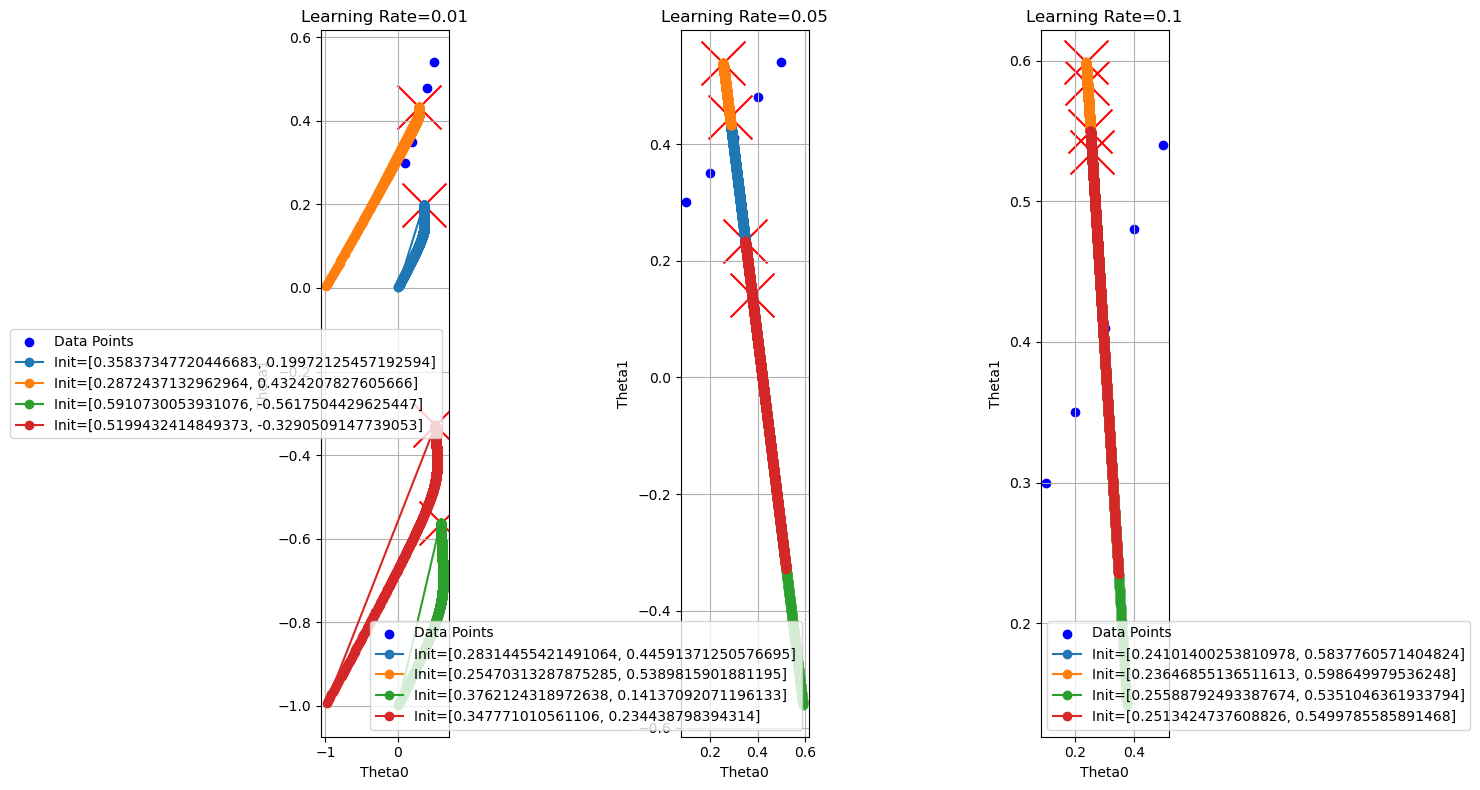 Learning Rate=0.01
0.6
0.4
0.2
0.0
−0.2
−0.4
−0.6
−0.8
−1.0
−1
0
Theta0
Theta1
Data Points
Init=[0.35837347720446683, 0.19972125457192594]
Init=[0.2872437132962964, 0.4324207827605666]
Init=[0.5910730053931076, -0.5617504429625447]
Init=[0.5199432414849373, -0.3290509147739053]
Learning Rate=0.05
0.4
0.2
0.0
−0.2
−0.4
−0.6
0.2
0.4
0.6
Theta0
Theta1
Data Points
Init=[0.28314455421491064, 0.44591371250576695]
Init=[0.25470313287875285, 0.5389815901881195]
Init=[0.3762124318972638, 0.14137092071196133]
Init=[0.347771010561106, 0.234438798394314]
Learning Rate=0.1
0.6
0.5
0.4
0.3
0.2
0.2
0.4
Theta0
Theta1
Data Points
Init=[0.24101400253810978, 0.5837760571404824]
Init=[0.23646855136511613, 0.598649979536248]
Init=[0.25588792493387674, 0.5351046361933794]
Init=[0.2513424737608826, 0.5499785585891468]